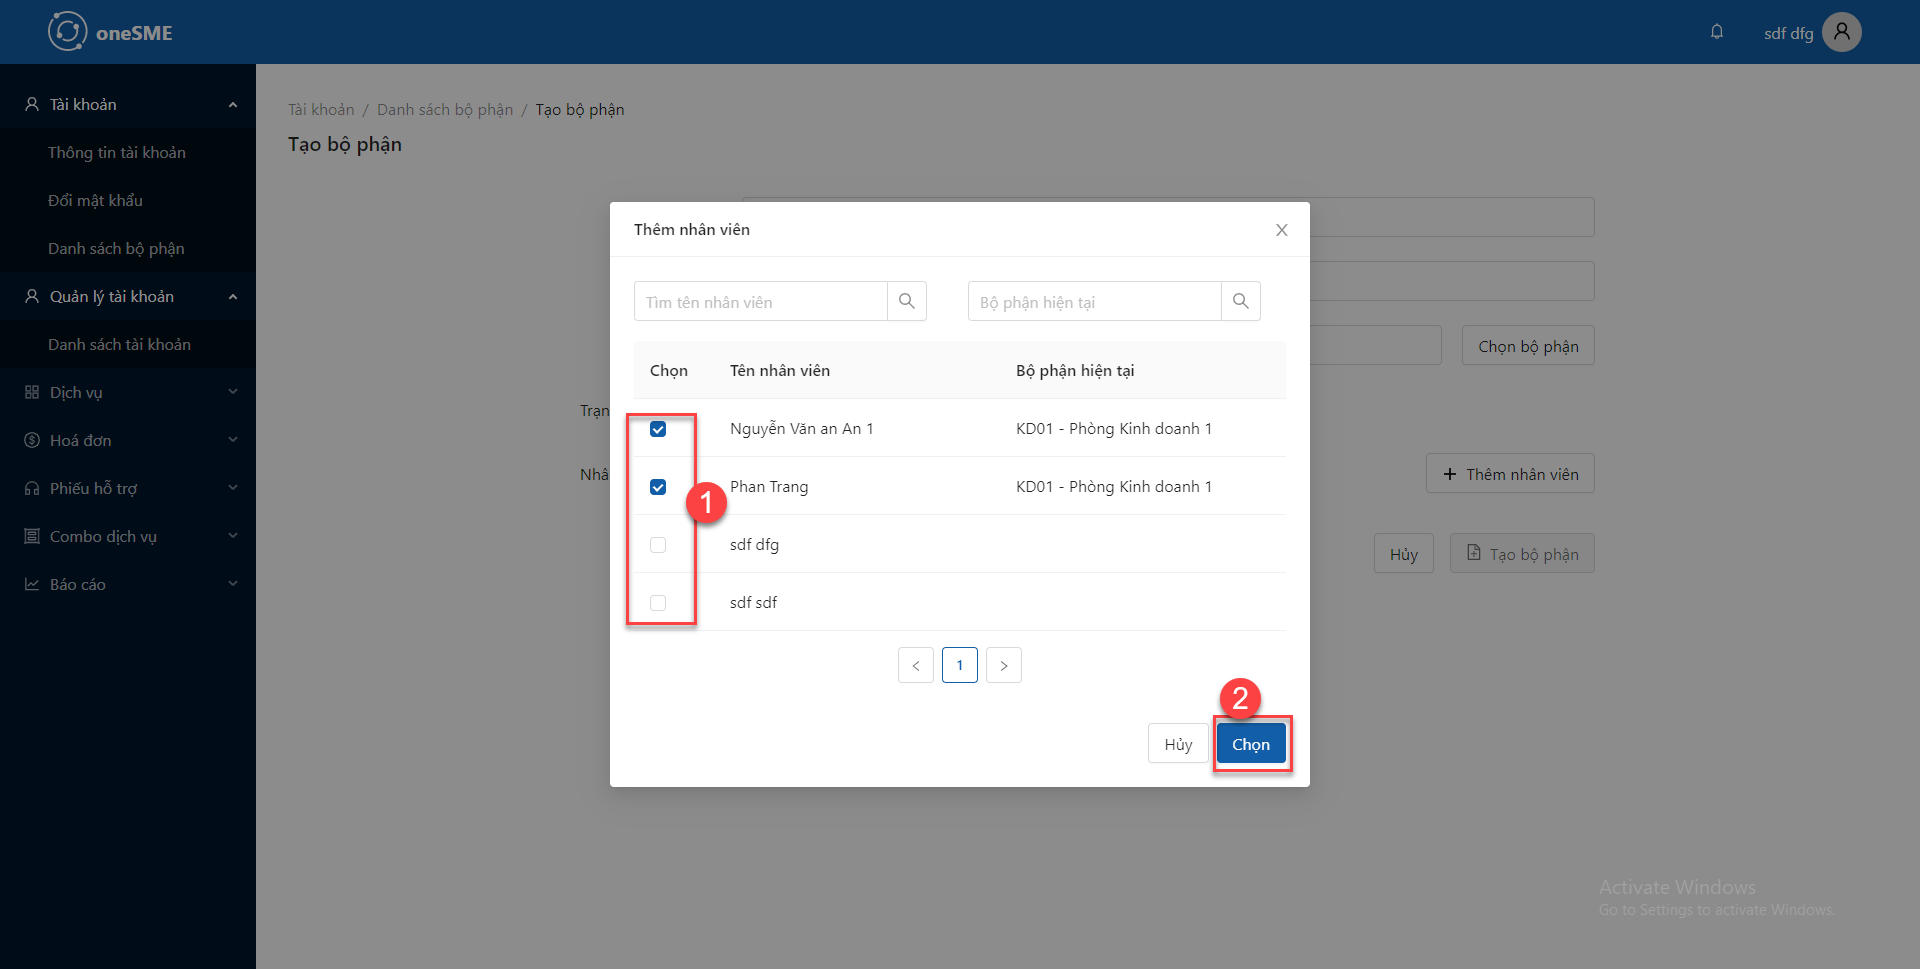 oneSME
sdf dfg
Tài khoản
Thông tin tài khoản
Đổi mật khẩu
Danh sách bộ phận
Quản lý tài khoản
Danh sách tài khoản
Dịch vụ
Hoá đơn
Phiếu hỗ trợ
Combo dịch vụ
Báo cáo
Tài khoản / Danh sách bộ phận / Tạo bộ phận
Tạo bộ phận
Chọn bộ phận
Trạn
Nhâ
+ Thêm nhân viên
Hủy
Tạo bộ phận
Thêm nhân viên
Tìm tên nhân viên
Bộ phận hiện tại
Chọn Tên nhân viên Bộ phận hiện tại
Nguyễn Văn an An 1 KD01 - Phòng Kinh doanh 1
Phan Trang KD01 - Phòng Kinh doanh 1
1
sdf dfg
sdf sdf
< 1 >
2
Hủy Chọn
Activate Windows
Go to Settings to activate Windows.